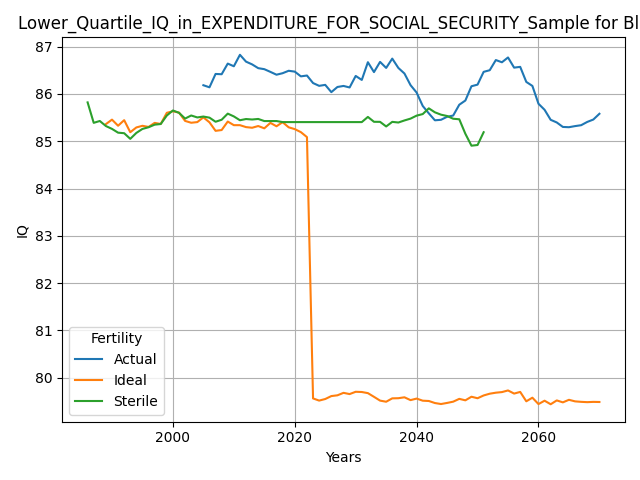 Lower_Quartile_IQ_in_EXPENDITURE_FOR_SOCIAL_SECURITY_Sample for Bl
87
86
85
84
83
82
81
80
IQ
Fertility
Actual
Ideal
Sterile
2000
2020
2040
2060
Years